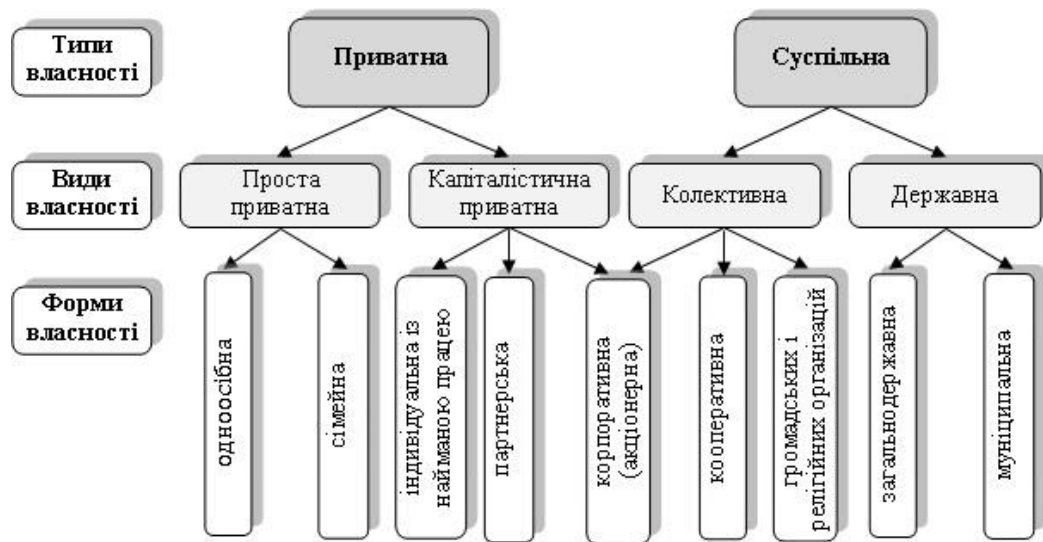 Типи
власності
Приватна
Суспільна
Види
власності
Проста
приватна
Капіталістична
приватна
Колективна
Державна
Форми
власності
одноосібна
сімейна
індивідуальна із
найманою працею
партнерська
корпоративна
(акціонерна)
кооперативна
громадських і
релігійних організацій
загальнодержавна
муніципальна